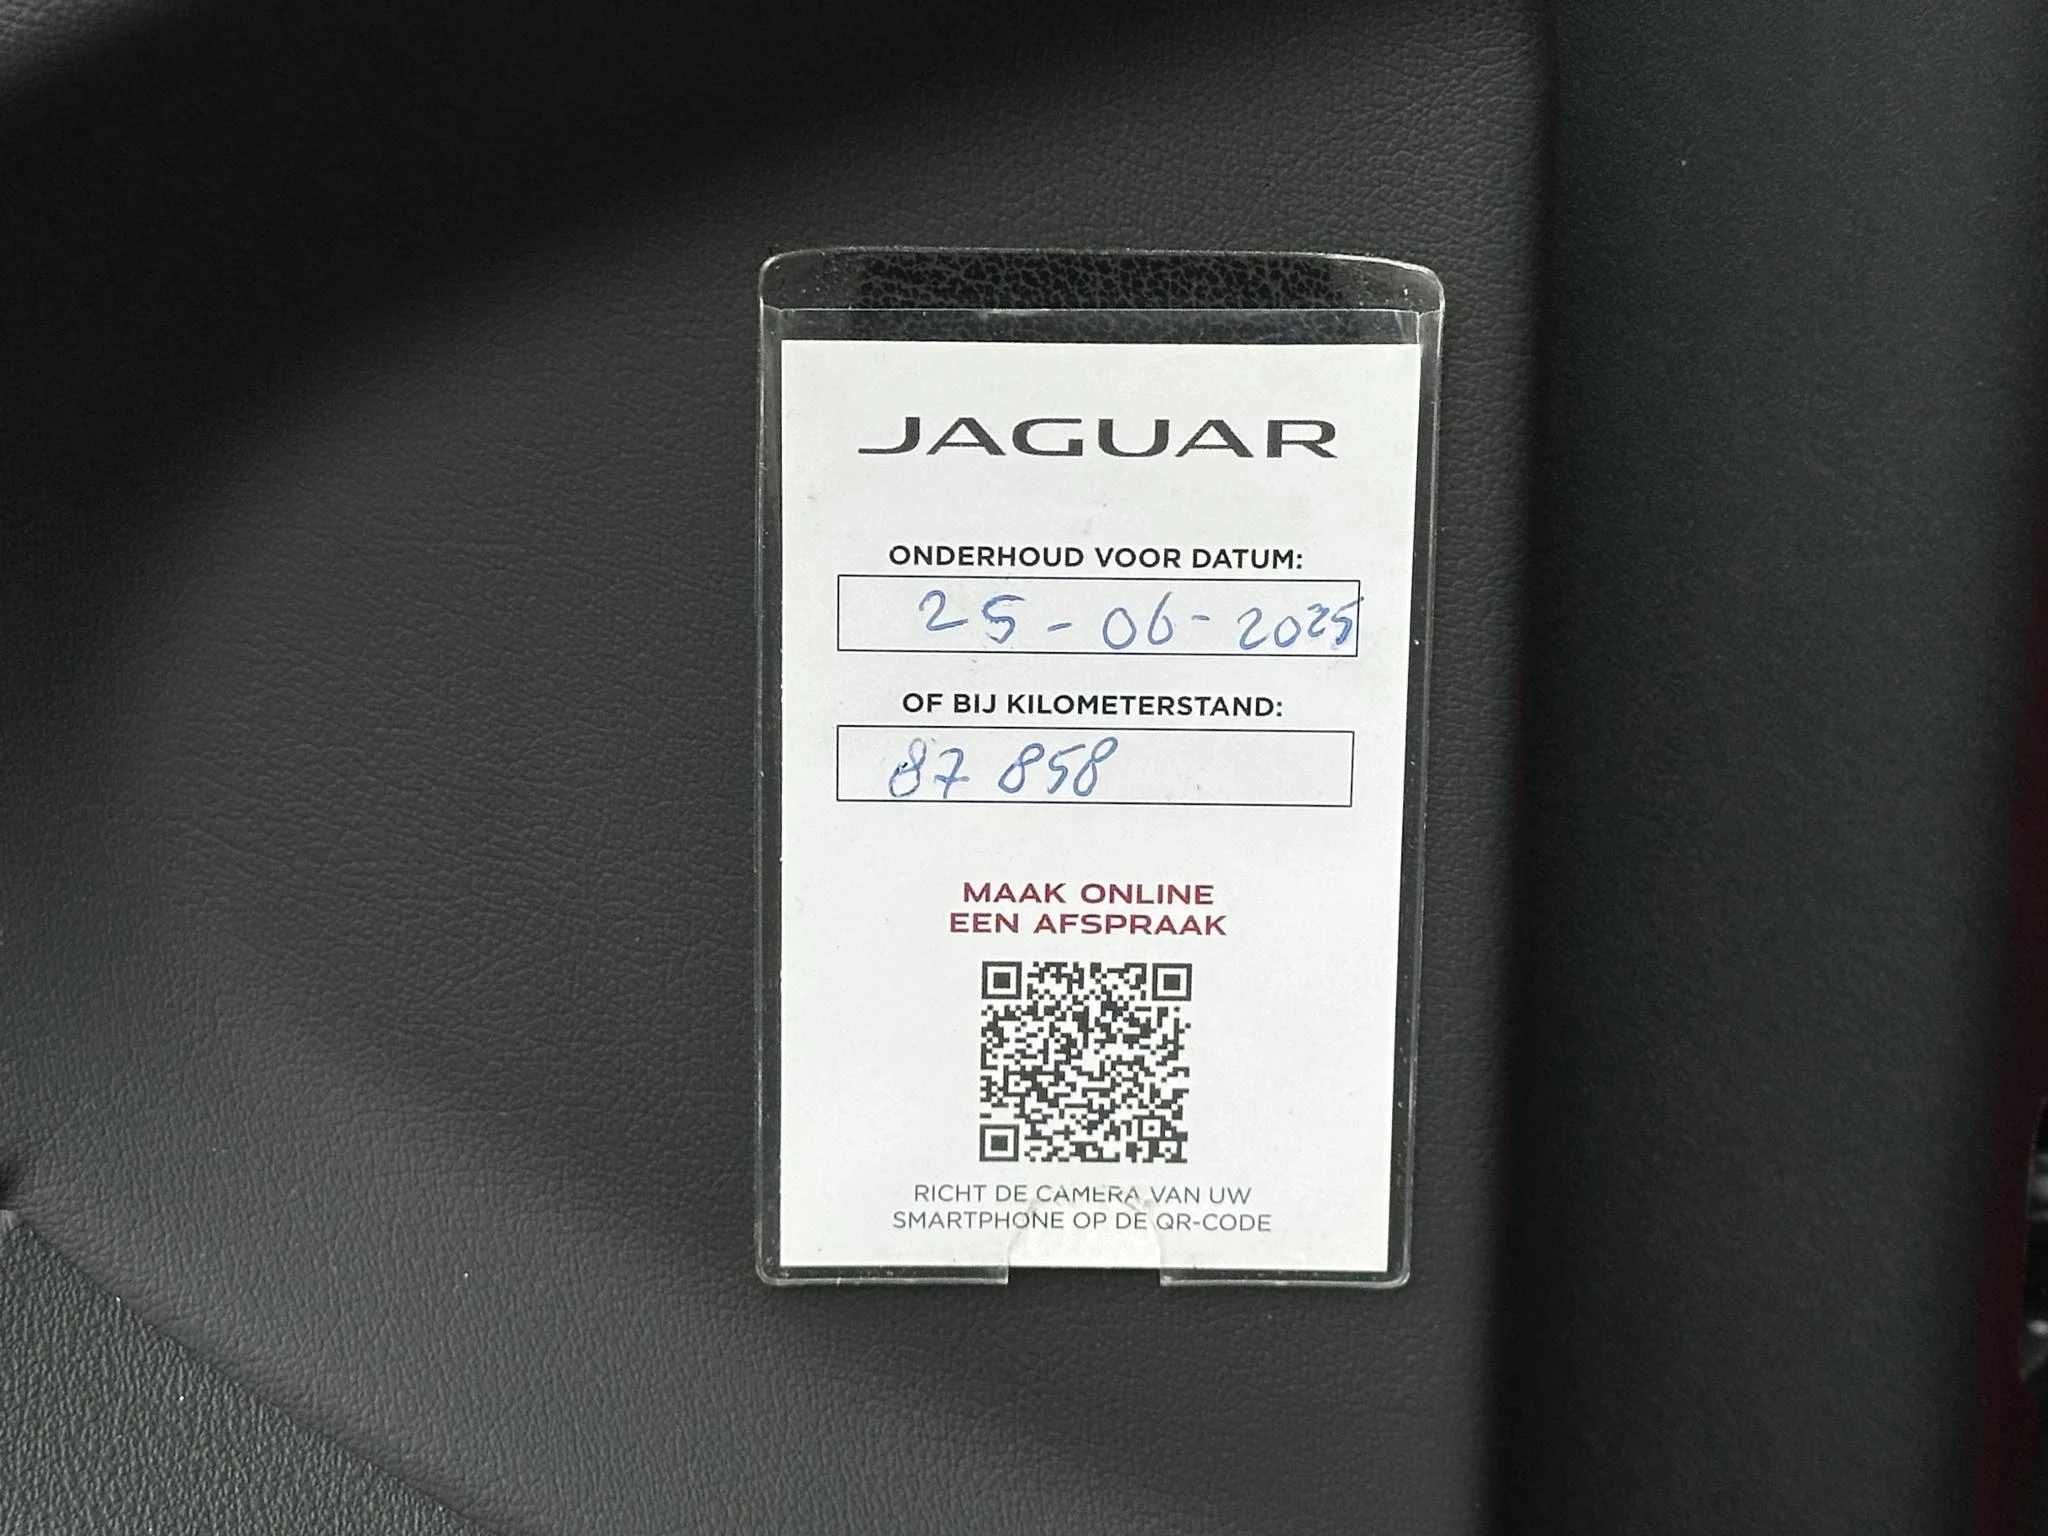 JAGUAR
ONDERHOUD VOOR DATUM:
25-06-2025
OF BIJ KILOMETERSTAND:
87 858
MAAK ONLINE
EEN AFSPRAAK
RICHT DE CAMERA VAN UW
SMARTPHONE OP DE QR-CODE